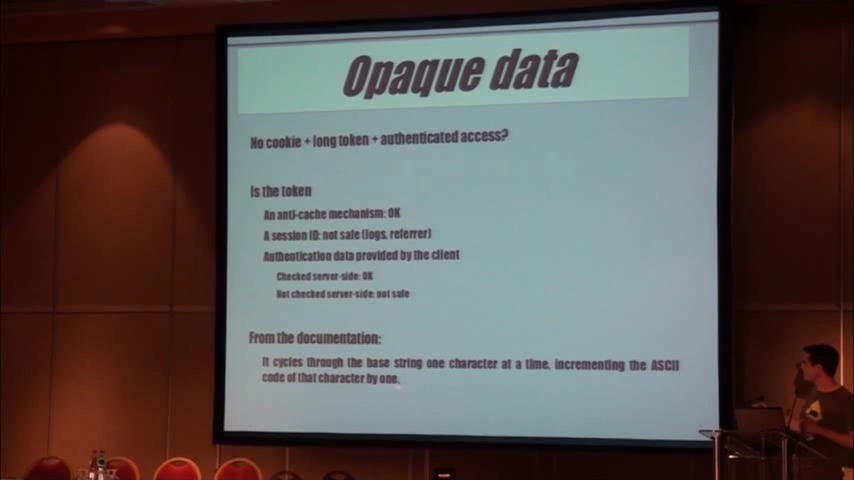 Opaque data
No cookie + long token + authenticated access?
Is the token
An anti-cache mechanism: OK
A session ID: not safe (logs, referrer)
Authentication data provided by the client
Checked server-side: OK
Not checked server-side: not safe
From the documentation:
It cycles through the base string one character at a time, incrementing the ASCII
code of that character by one.